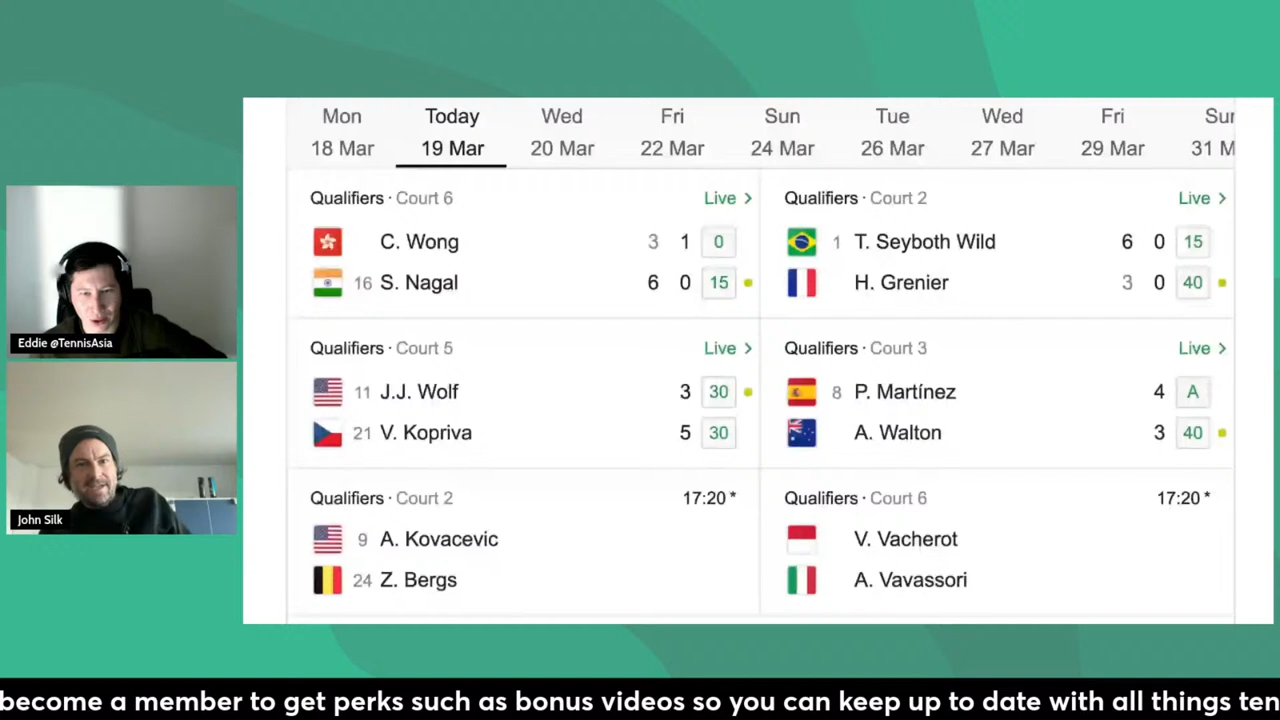 Mon Today Wed Fri Sun Tue Wed Fri Sun
18 Mar 19 Mar 20 Mar 22 Mar 24 Mar 26 Mar 27 Mar 29 Mar 31 M
Qualifiers · Court 6 Live >
C. Wong 3 1 0
16 S. Nagal 6 0 15
Qualifiers · Court 2 Live >
1 T. Seyboth Wild 6 0 15
H. Grenier 3 0 40
Qualifiers · Court 5 Live >
11 J.J. Wolf 3 30
21 V. Kopriva 5 30
Qualifiers · Court 3 Live >
8 P. Martínez 4 A
A. Walton 3 40
Qualifiers · Court 2 17:20 *
9 A. Kovacevic
24 Z. Bergs
Qualifiers · Court 6 17:20 *
V. Vacherot
A. Vavassori
Eddie @TennisAsia
John Silk
become a member to get perks such as bonus videos so you can keep up to date with all things ten